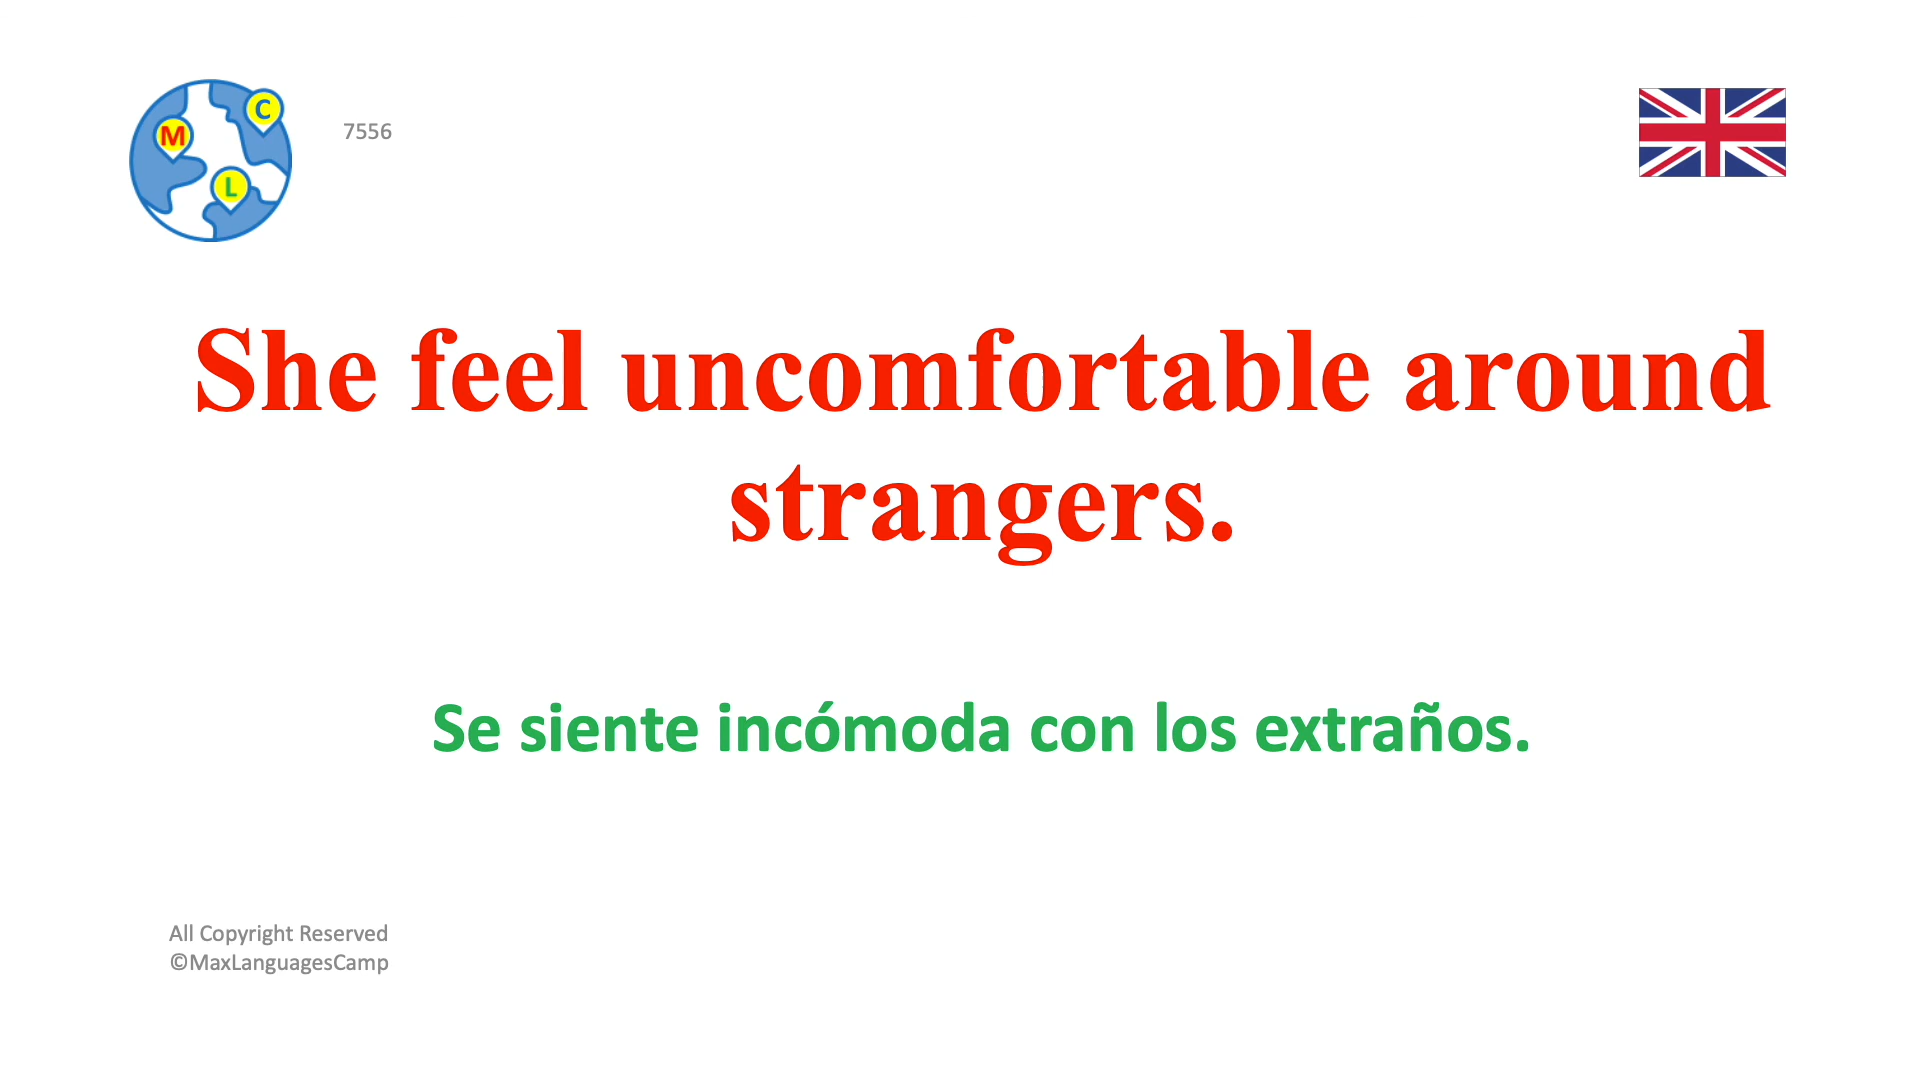 C
M
L
7556
She feel uncomfortable around
strangers.
Se siente incómoda con los extraños.
All Copyright Reserved
©MaxLanguagesCamp